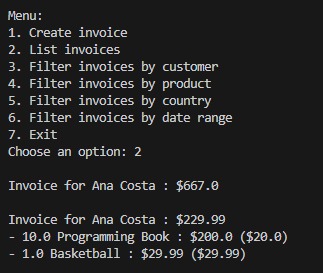 Menu:
1. Create invoice
2. List invoices
3. Filter invoices by customer
4. Filter invoices by product
5. Filter invoices by country
6. Filter invoices by date range
7. Exit
Choose an option: 2
Invoice for Ana Costa : $667.0
Invoice for Ana Costa : $229.99
- 10.0 Programming Book : $200.0 ($20.0)
- 1.0 Basketball : $29.99 ($29.99)